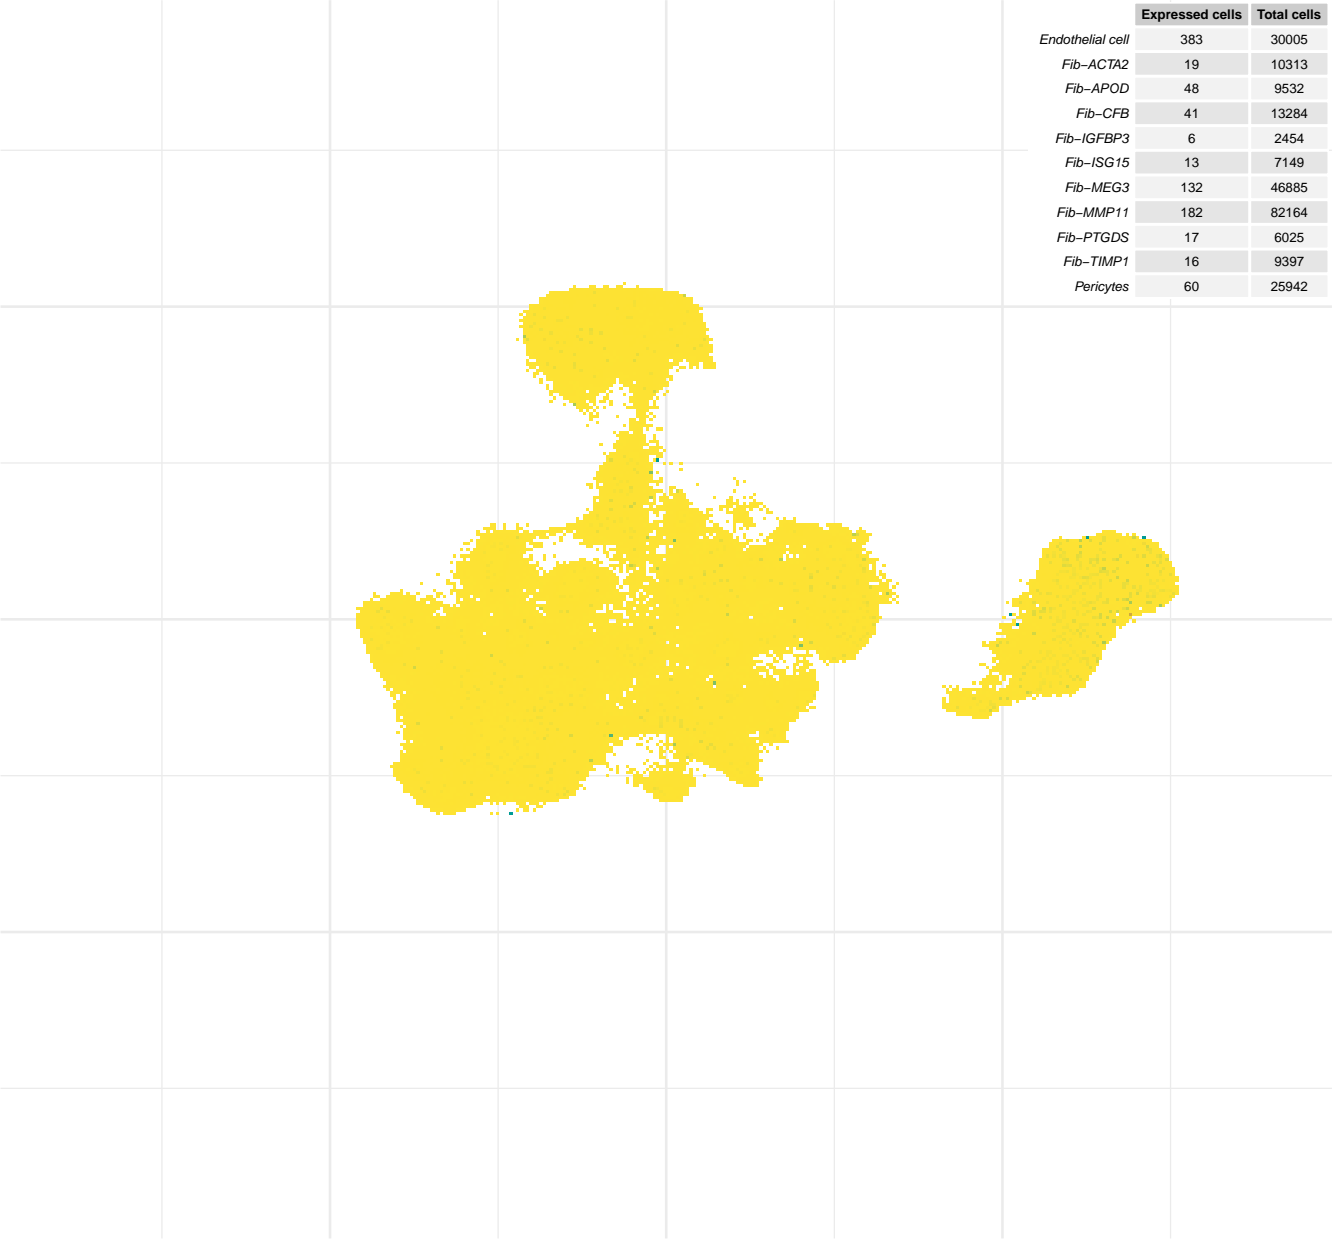 Expressed cells Total cells
Endothelial cell 383 30005
Fib−ACTA2 19 10313
Fib−APOD 48 9532
Fib−CFB 41 13284
Fib−IGFBP3 6 2454
Fib−ISG15 13 7149
Fib−MEG3 132 46885
Fib−MMP11 182 82164
Fib−PTGDS 17 6025
Fib−TIMP1 16 9397
Pericytes 60 25942